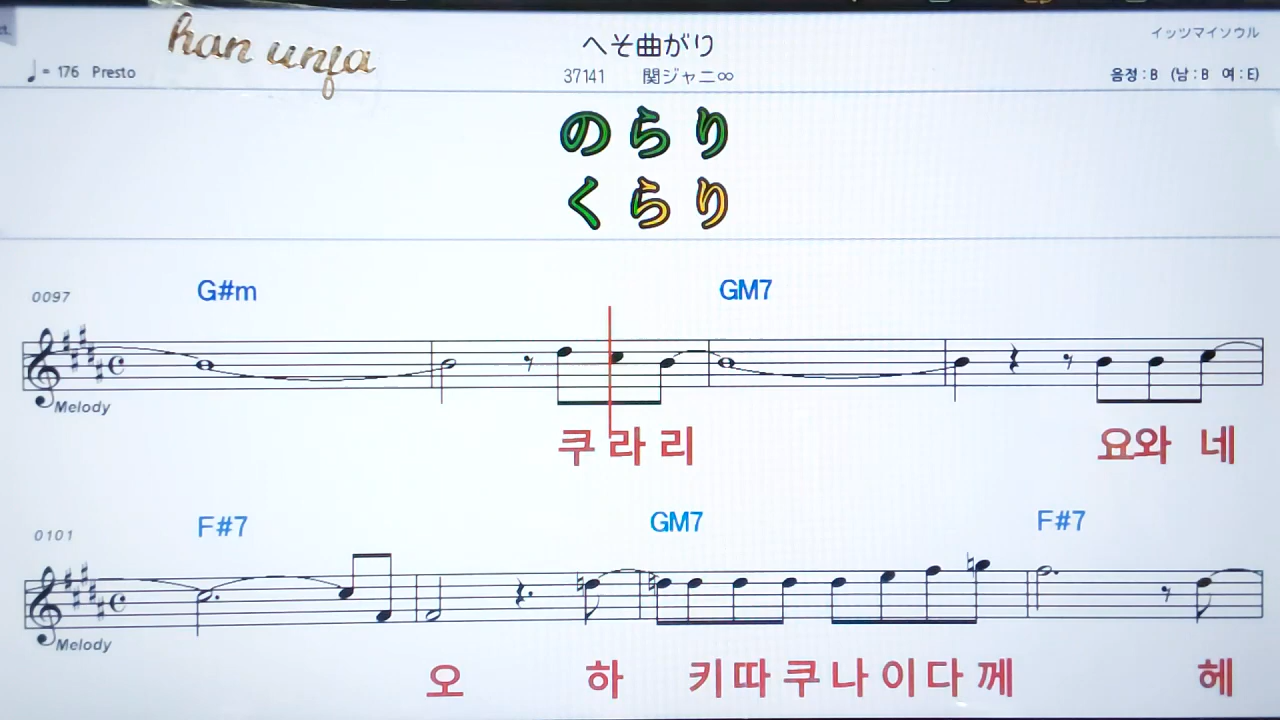 ct.
han unfa
へそ曲がり
イッツマイソウル
♩= 176 Presto
37141 関ジャニ∞
음정 : B (남 : B 여 : E)
のらり
くらり
0097
G#m GM7
Melody
쿠 라 리 요와 네
0101
F#7 GM7 F#7
Melody
오 하 키 따 쿠 나 이 다 께 헤